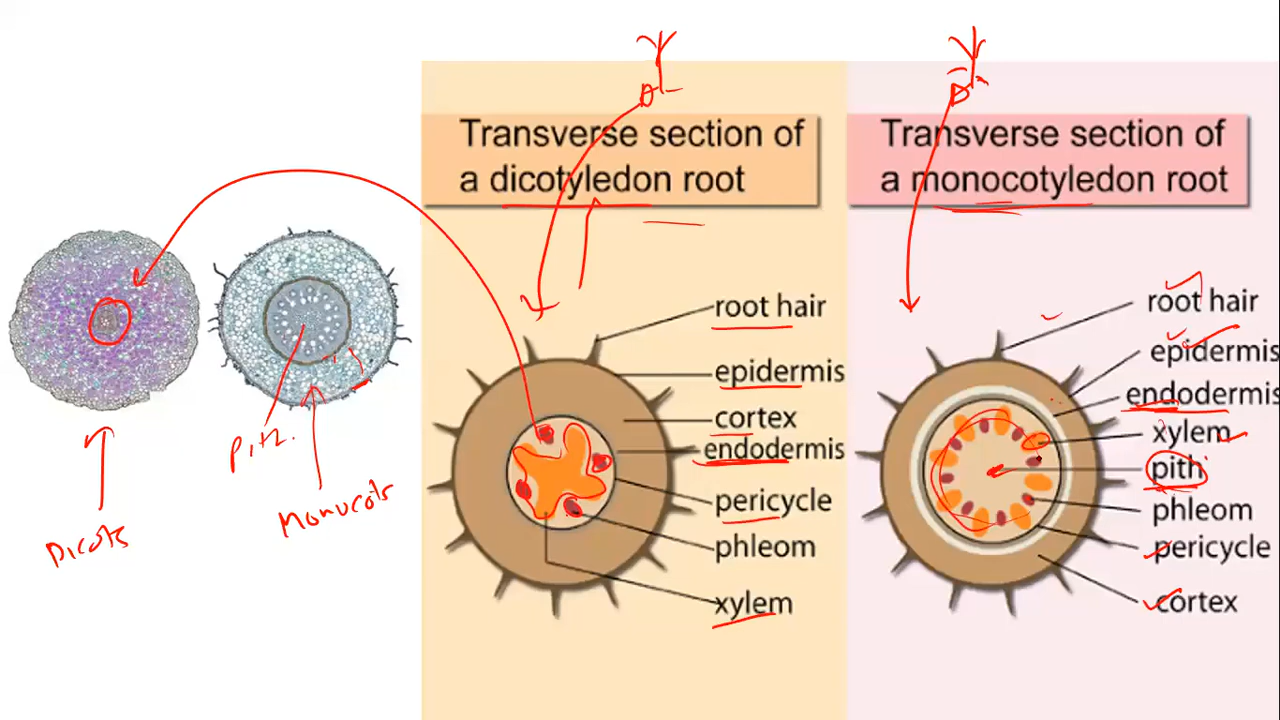 Transverse section of
a dicotyledon root
Transverse section of
a monocotyledon root
root hair
epidermis
cortex
endodermis
pericycle
phleom
xylem
root hair
epidermis
endodermis
xylem
pith
phleom
pericycle
cortex
pith
Dicots
Monocots